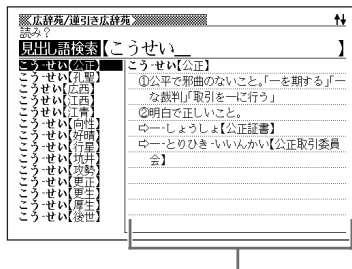 広辞苑/逆引き広辞苑
読み?
見出し語検索【こうせい__ 】
こう-せい【公正】
こう-せい【孔聖】
こう-せい【広西】
こう-せい【江西】
こう-せい【江青】
こう-せい【向性】
こう-せい【好晴】
こう-せい【行星】
こう-せい【坑井】
こう-せい【攻勢】
こう-せい【更正】
こう-せい【更生】
こう-せい【厚生】
こう-せい【後世】
こう-せい【公正】
①公平で邪曲のないこと。「―を期する」「―
な裁判」「取引を―に行う」
②明白で正しいこと。
⇨―-しょうしょ【公正証書】
⇨―-とりひき-いいんかい【公正取引委員
会】